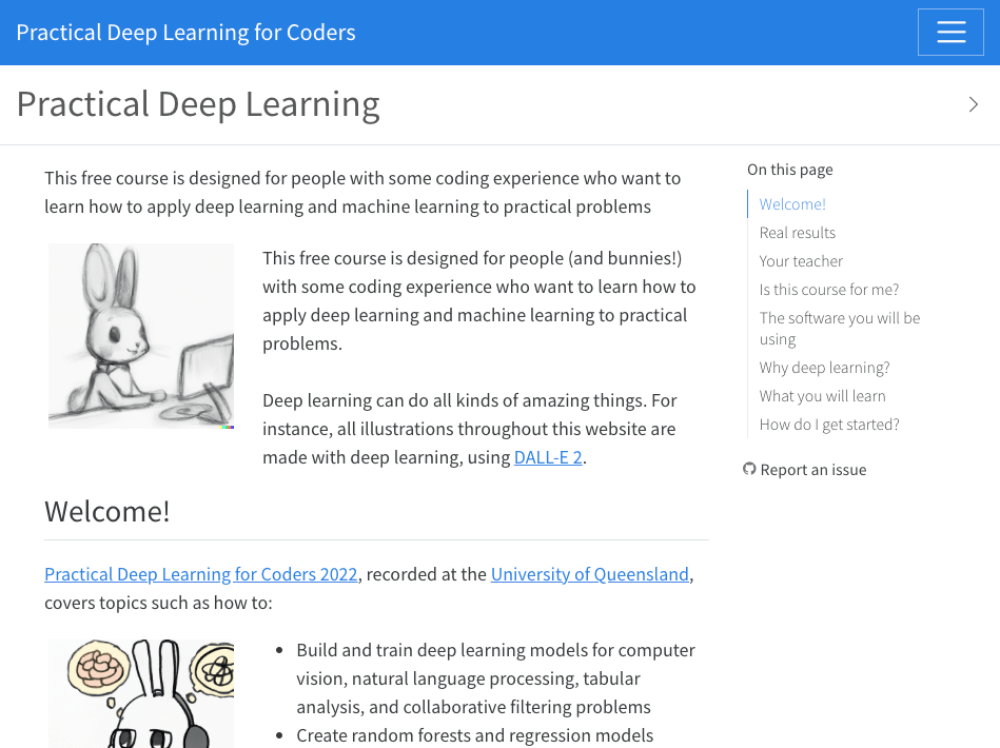 Practical Deep Learning for Coders
Practical Deep Learning
This free course is designed for people with some coding experience who want to
learn how to apply deep learning and machine learning to practical problems
This free course is designed for people (and bunnies!)
with some coding experience who want to learn how to
apply deep learning and machine learning to practical
problems.
Deep learning can do all kinds of amazing things. For
instance, all illustrations throughout this website are
made with deep learning, using DALL-E 2.
Welcome!
Practical Deep Learning for Coders 2022, recorded at the University of Queensland,
covers topics such as how to:
• Build and train deep learning models for computer
vision, natural language processing, tabular
analysis, and collaborative filtering problems
• Create random forests and regression models
On this page
Welcome!
Real results
Your teacher
Is this course for me?
The software you will be
using
Why deep learning?
What you will learn
How do I get started?
Report an issue